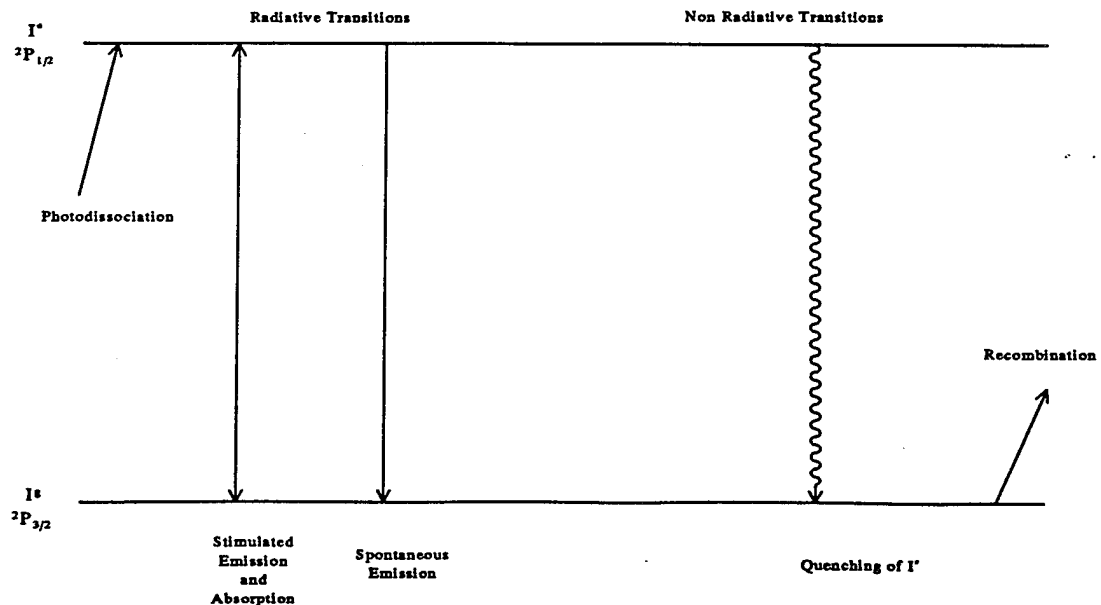 Radiative Transitions
Non Radiative Transitions
I*
²P₁/₂
Photodissociation
Recombination
Iᵍ
²P₃/₂
Stimulated
Emission
and
Absorption
Spontaneous
Emission
Quenching of I*